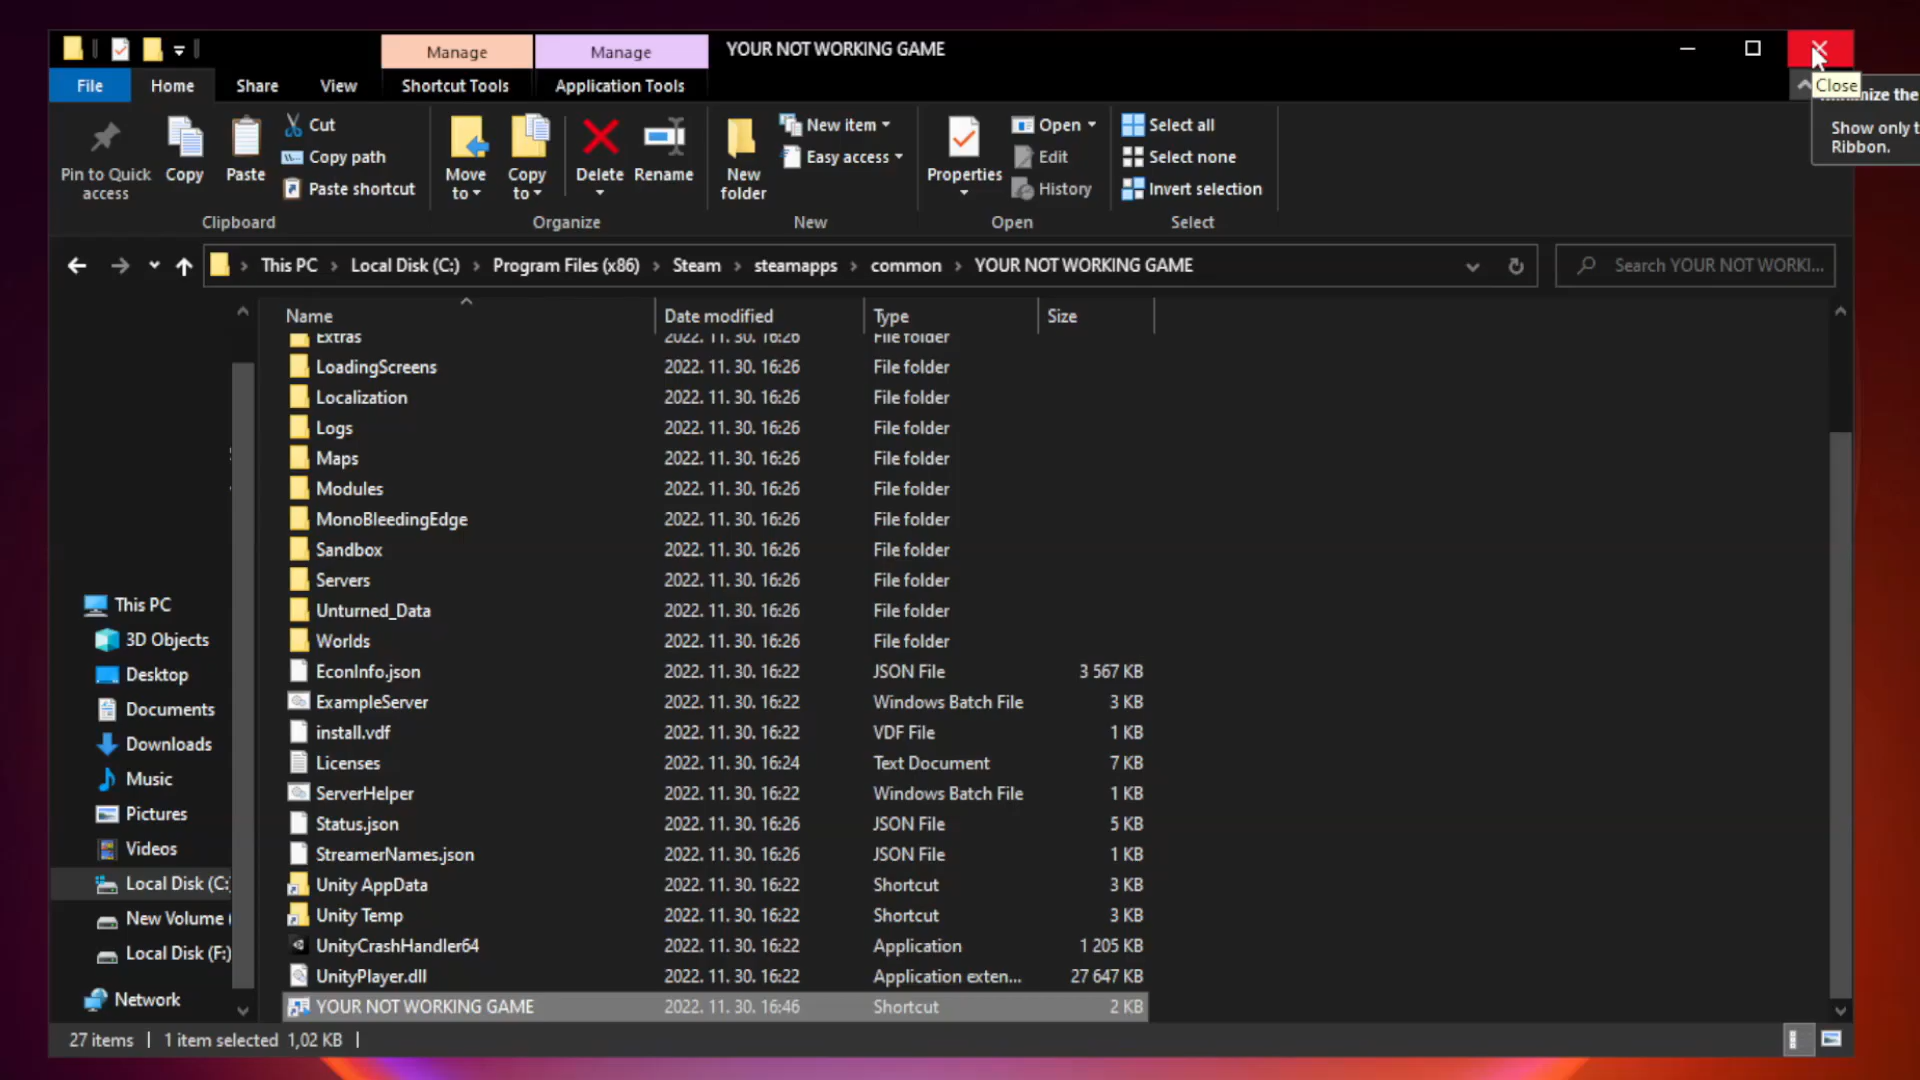 Manage
Manage
YOUR NOT WORKING GAME
File
Home
Share
View
Shortcut Tools
Application Tools
Close
the
Show only t
Ribbon.
Pin to Quick
access
Copy
Paste
Cut
Copy path
Paste shortcut
Clipboard
Move
to
Copy
to
Delete
Rename
Organize
New
folder
New item
Easy access
New
Properties
Open
Edit
History
Open
Select all
Select none
Invert selection
Select
This PC
Local Disk (C:)
Program Files (x86)
Steam
steamapps
common
YOUR NOT WORKING GAME
Search YOUR NOT WORKI...
This PC
3D Objects
Desktop
Documents
Downloads
Music
Pictures
Videos
Local Disk (C:
New Volume (
Local Disk (F:)
Network
Name Date modified Type Size
Extras 2022. 11. 30. 16:26 File folder
LoadingScreens 2022. 11. 30. 16:26 File folder
Localization 2022. 11. 30. 16:26 File folder
Logs 2022. 11. 30. 16:26 File folder
Maps 2022. 11. 30. 16:26 File folder
Modules 2022. 11. 30. 16:26 File folder
MonoBleedingEdge 2022. 11. 30. 16:26 File folder
Sandbox 2022. 11. 30. 16:26 File folder
Servers 2022. 11. 30. 16:26 File folder
Unturned_Data 2022. 11. 30. 16:26 File folder
Worlds 2022. 11. 30. 16:26 File folder
EconInfo.json 2022. 11. 30. 16:22 JSON File 3 567 KB
ExampleServer 2022. 11. 30. 16:22 Windows Batch File 3 KB
install.vdf 2022. 11. 30. 16:22 VDF File 1 KB
Licenses 2022. 11. 30. 16:24 Text Document 7 KB
ServerHelper 2022. 11. 30. 16:22 Windows Batch File 1 KB
Status.json 2022. 11. 30. 16:26 JSON File 5 KB
StreamerNames.json 2022. 11. 30. 16:26 JSON File 1 KB
Unity AppData 2022. 11. 30. 16:22 Shortcut 3 KB
Unity Temp 2022. 11. 30. 16:22 Shortcut 3 KB
UnityCrashHandler64 2022. 11. 30. 16:22 Application 1 205 KB
UnityPlayer.dll 2022. 11. 30. 16:22 Application exten... 27 647 KB
YOUR NOT WORKING GAME 2022. 11. 30. 16:46 Shortcut 2 KB
27 items
1 item selected 1,02 KB